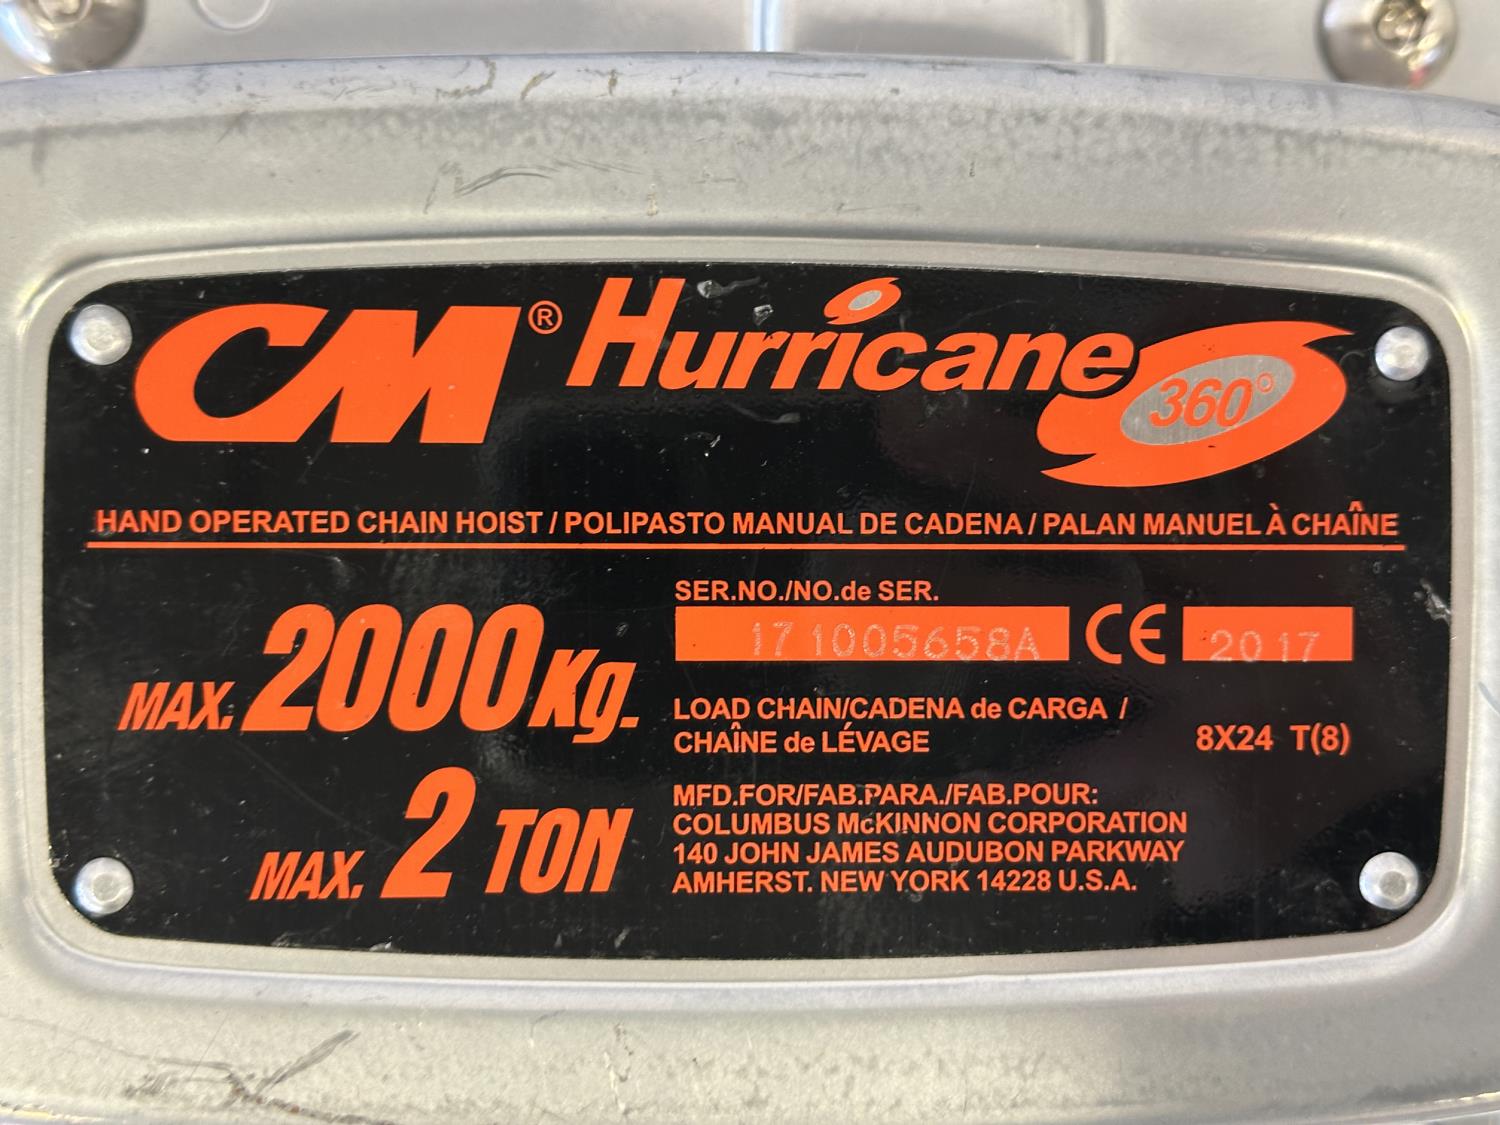 CM® Hurricane 360°
HAND OPERATED CHAIN HOIST / POLIPASTO MANUAL DE CADENA / PALAN MANUEL À CHAÎNE
MAX. 2000 Kg.
MAX. 2 TON
SER.NO./NO.de SER.
171005658A CE 2017
LOAD CHAIN/CADENA de CARGA /
CHAÎNE de LÉVAGE 8X24 T(8)
MFD.FOR/FAB.PARA./FAB.POUR:
COLUMBUS McKINNON CORPORATION
140 JOHN JAMES AUDUBON PARKWAY
AMHERST. NEW YORK 14228 U.S.A.